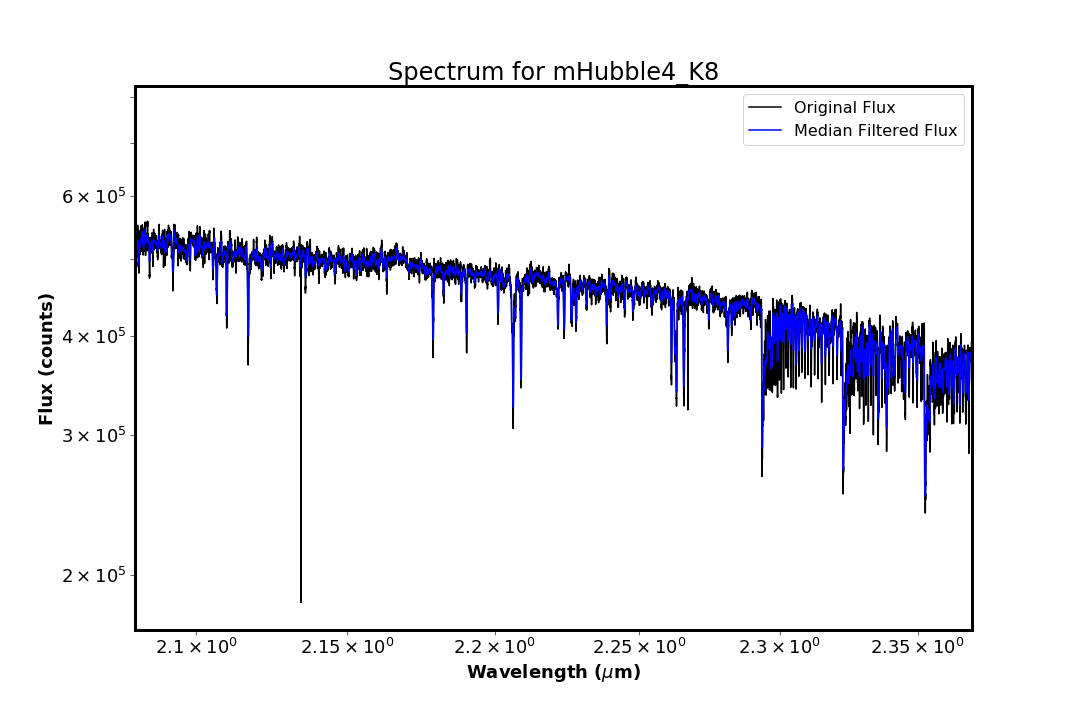 Spectrum for mHubble4_K8
Original Flux
Median Filtered Flux
6 × 10⁵
4 × 10⁵
3 × 10⁵
2 × 10⁵
Flux (counts)
2.1 × 10⁰ 2.15 × 10⁰ 2.2 × 10⁰ 2.25 × 10⁰ 2.3 × 10⁰ 2.35 × 10⁰
Wavelength (μm)